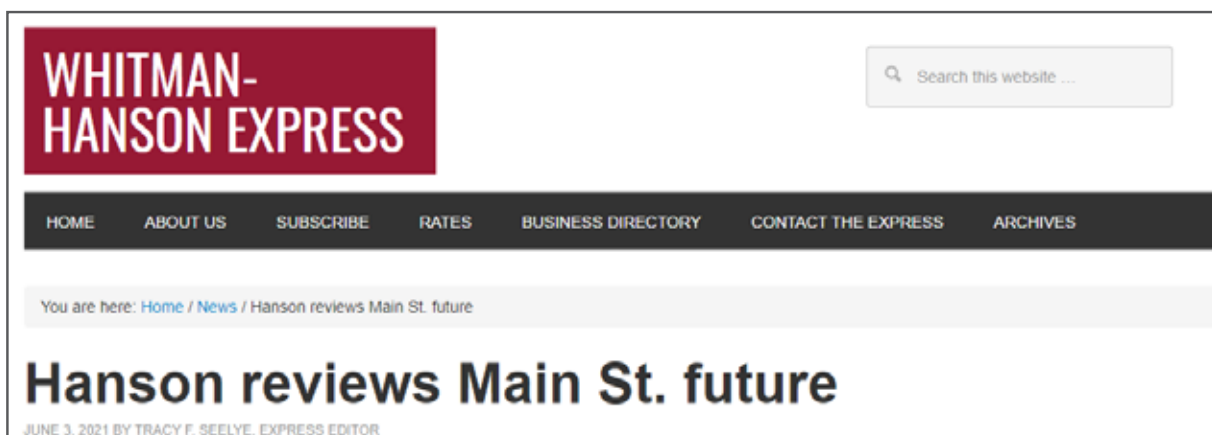 WHITMAN-
HANSON EXPRESS
Search this website ...
HOME ABOUT US SUBSCRIBE RATES BUSINESS DIRECTORY CONTACT THE EXPRESS ARCHIVES
You are here: Home / News / Hanson reviews Main St. future
Hanson reviews Main St. future
JUNE 3, 2021 BY TRACY F. SEELYE, EXPRESS EDITOR